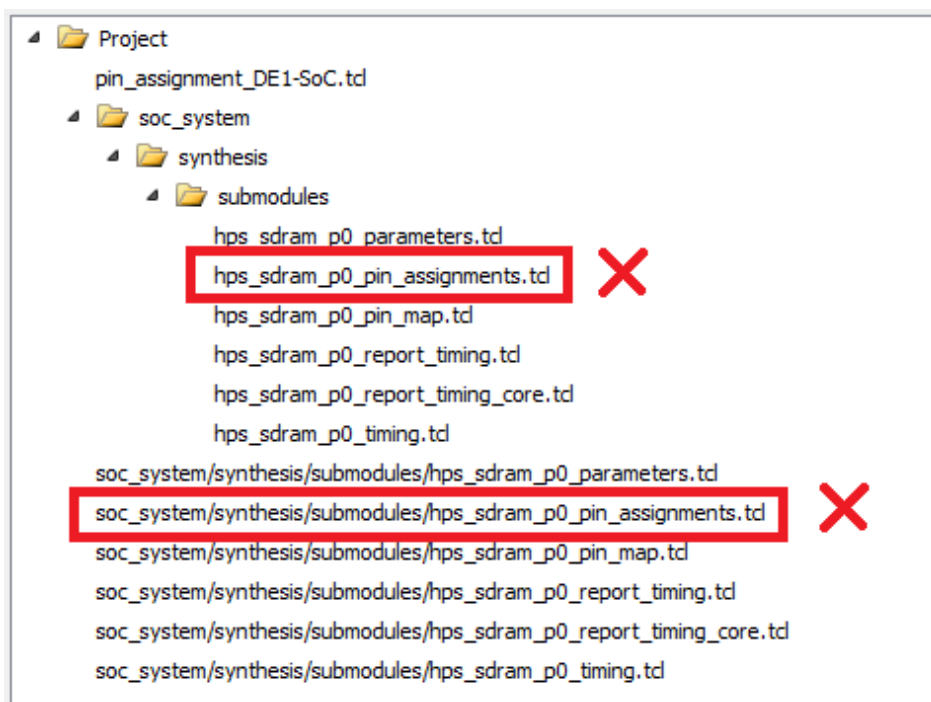 Project
pin_assignment_DE1-SoC.tcl
soc_system
synthesis
submodules
hps_sdram_p0_parameters.tcl
hps_sdram_p0_pin_assignments.tcl
hps_sdram_p0_pin_map.tcl
hps_sdram_p0_report_timing.tcl
hps_sdram_p0_report_timing_core.tcl
hps_sdram_p0_timing.tcl
soc_system/synthesis/submodules/hps_sdram_p0_parameters.tcl
soc_system/synthesis/submodules/hps_sdram_p0_pin_assignments.tcl
soc_system/synthesis/submodules/hps_sdram_p0_pin_map.tcl
soc_system/synthesis/submodules/hps_sdram_p0_report_timing.tcl
soc_system/synthesis/submodules/hps_sdram_p0_report_timing_core.tcl
soc_system/synthesis/submodules/hps_sdram_p0_timing.tcl